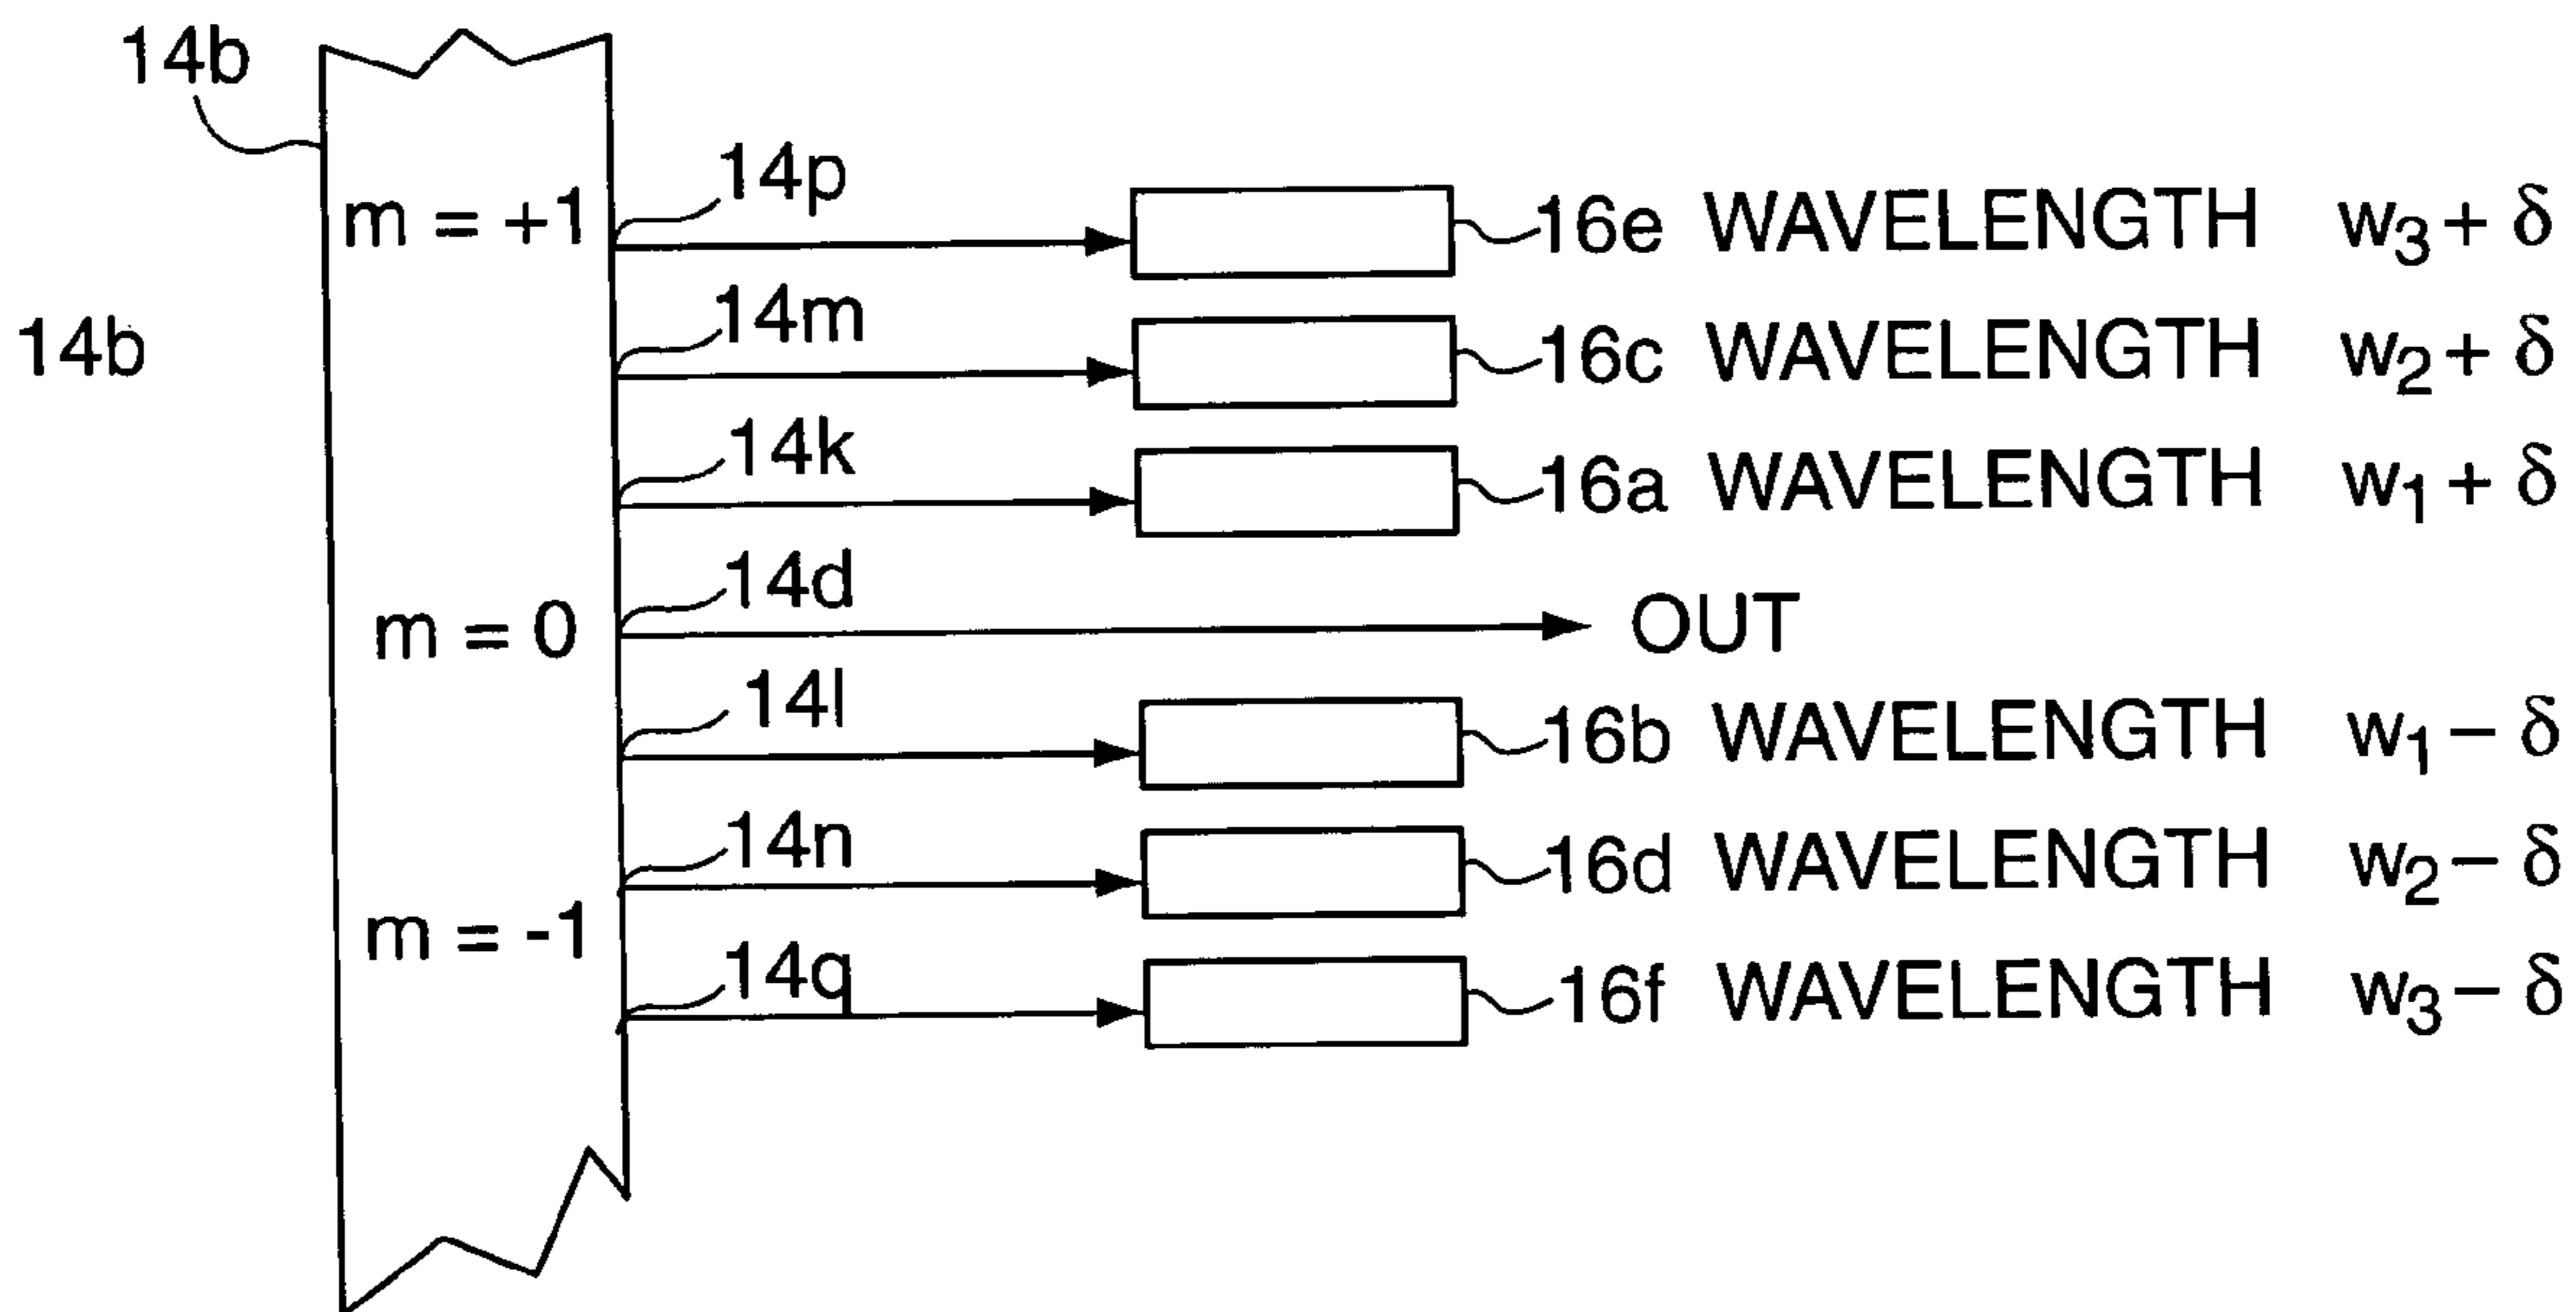 14b
14p
m = +1
16e WAVELENGTH w₃ + δ
14m
14b
16c WAVELENGTH w₂ + δ
14k
16a WAVELENGTH w₁ + δ
14d
m = 0
OUT
14l
16b WAVELENGTH w₁ − δ
14n
16d WAVELENGTH w₂ − δ
m = -1
14q
16f WAVELENGTH w₃ − δ